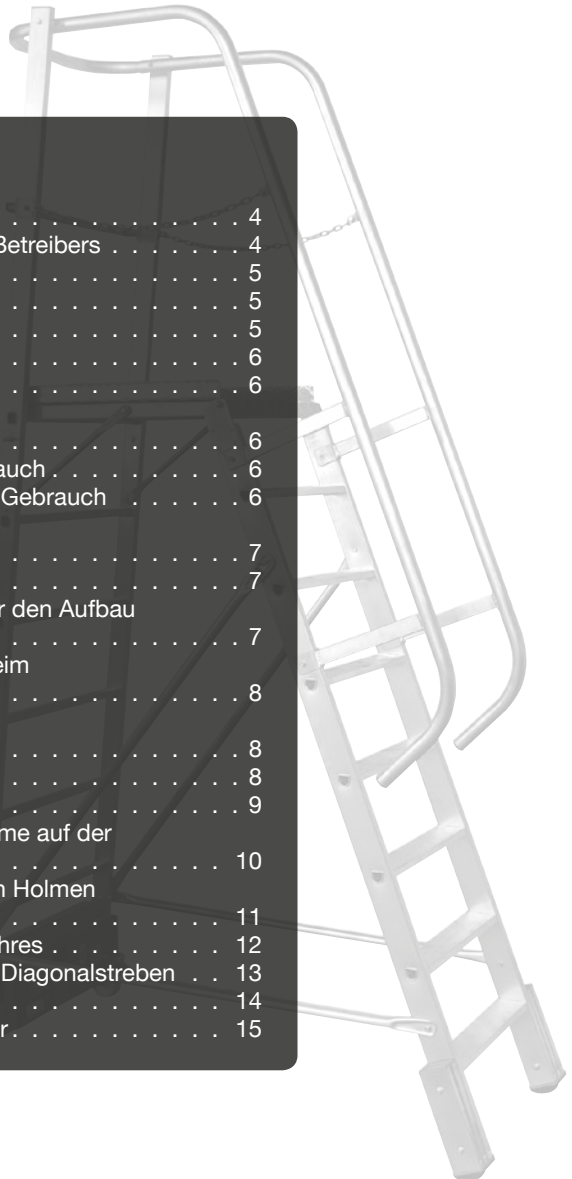 . . . . . . . . . . . . . 4
Betreibers . . . . . . . 4
. . . . . . . . . . . . . 5
. . . . . . . . . . . . . 5
. . . . . . . . . . . . . 5
. . . . . . . . . . . . . 6
. . . . . . . . . . . . . 6
. . . . . . . . . . . . . 6
auch . . . . . . . . . . 6
Gebrauch . . . . . . 6
. . . . . . . . . . . . . 7
. . . . . . . . . . . . . 7
r den Aufbau
. . . . . . . . . . . . . 7
eim
. . . . . . . . . . . . . 8
. . . . . . . . . . . . . 8
. . . . . . . . . . . . . 8
. . . . . . . . . . . . . 9
me auf der
. . . . . . . . . . . . 10
n Holmen
. . . . . . . . . . . . 11
hres . . . . . . . . . . 12
Diagonalstreben . . 13
. . . . . . . . . . . . 14
r . . . . . . . . . . . . 15